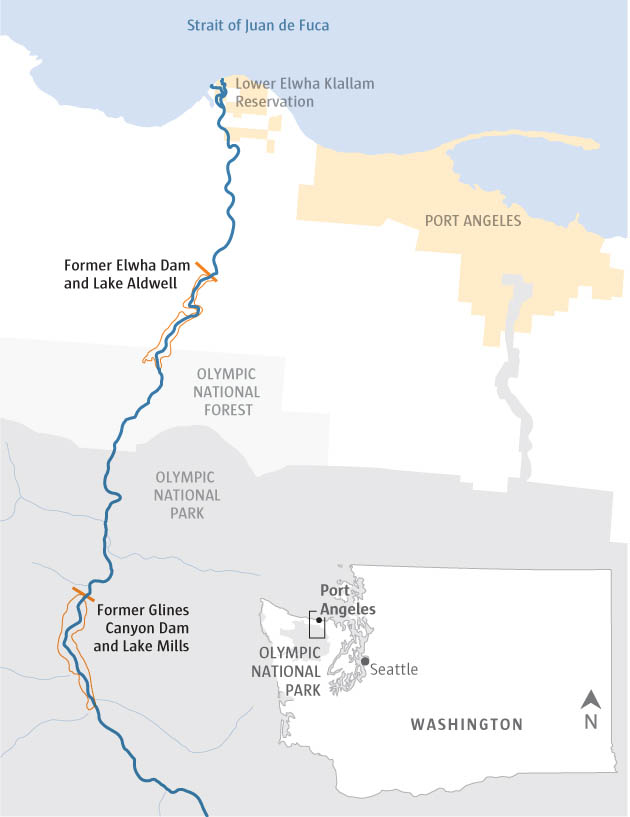 Strait of Juan de Fuca
Lower Elwha Klallam
Reservation
PORT ANGELES
Former Elwha Dam
and Lake Aldwell
OLYMPIC
NATIONAL
FOREST
OLYMPIC
NATIONAL
PARK
Former Glines
Canyon Dam
and Lake Mills
Port
Angeles
OLYMPIC
NATIONAL
PARK
Seattle
WASHINGTON
N